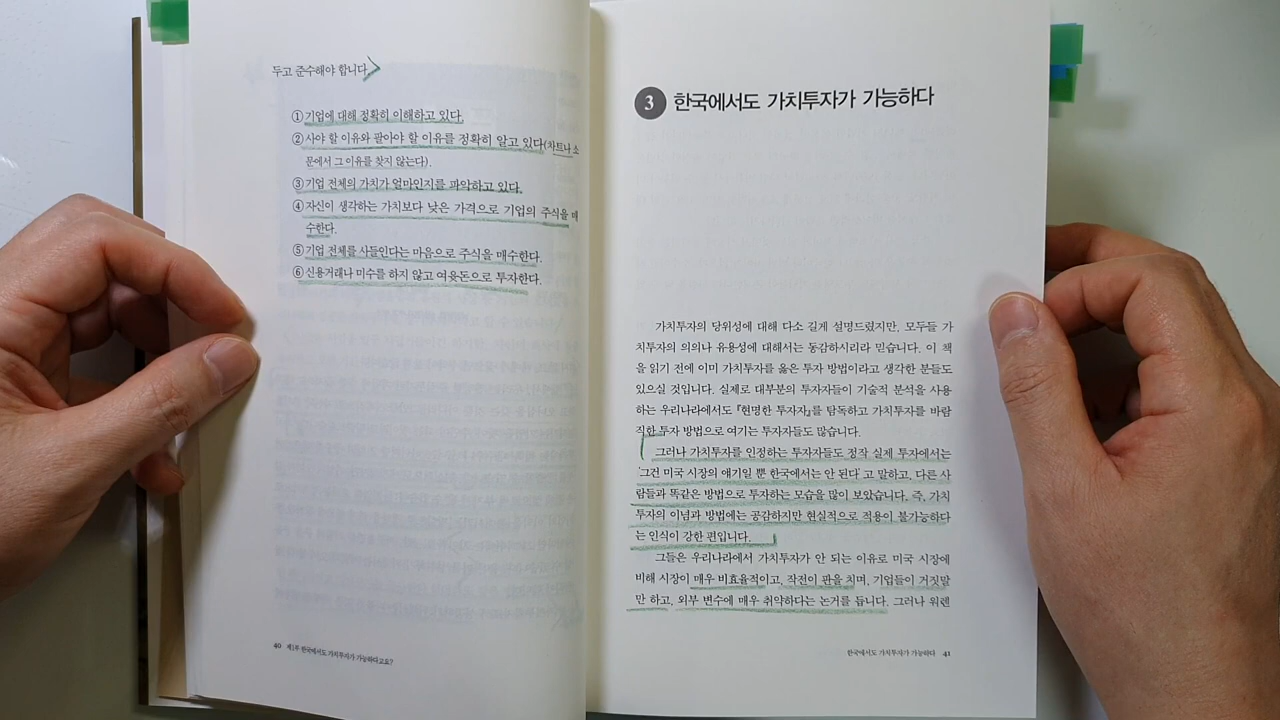 두고 준수해야 합니다.
① 기업에 대해 정확히 이해하고 있다.
② 사야 할 이유와 팔아야 할 이유를 정확히 알고 있다(차트나 소
문에서 그 이유를 찾지 않는다).
③ 기업 전체의 가치가 얼마인지를 파악하고 있다.
④ 자신이 생각하는 가치보다 낮은 가격으로 기업의 주식을 매
수한다.
⑤ 기업 전체를 사들인다는 마음으로 주식을 매수한다.
⑥ 신용거래나 미수를 하지 않고 여윳돈으로 투자한다.
40 제1부 한국에서도 가치투자가 가능하다고요?
3 한국에서도 가치투자가 가능하다
가치투자의 당위성에 대해 다소 길게 설명드렸지만, 모두들 가
치투자의 의의나 유용성에 대해서는 동감하시리라 믿습니다. 이 책
을 읽기 전에 이미 가치투자를 옳은 투자 방법이라고 생각한 분들도
있으실 것입니다. 실제로 대부분의 투자자들이 기술적 분석을 사용
하는 우리나라에서도 『현명한 투자자』를 탐독하고 가치투자를 바람
직한 투자 방법으로 여기는 투자자들도 많습니다.
그러나 가치투자를 인정하는 투자자들도 정작 실제 투자에서는
'그건 미국 시장의 얘기일 뿐 한국에서는 안 된다'고 말하고, 다른 사
람들과 똑같은 방법으로 투자하는 모습을 많이 보았습니다. 즉, 가치
투자의 이념과 방법에는 공감하지만 현실적으로 적용이 불가능하다
는 인식이 강한 편입니다.
그들은 우리나라에서 가치투자가 안 되는 이유로 미국 시장에
비해 시장이 매우 비효율적이고, 작전이 판을 치며, 기업들이 거짓말
만 하고, 외부 변수에 매우 취약하다는 논거를 듭니다. 그러나 워렌
한국에서도 가치투자가 가능하다 41